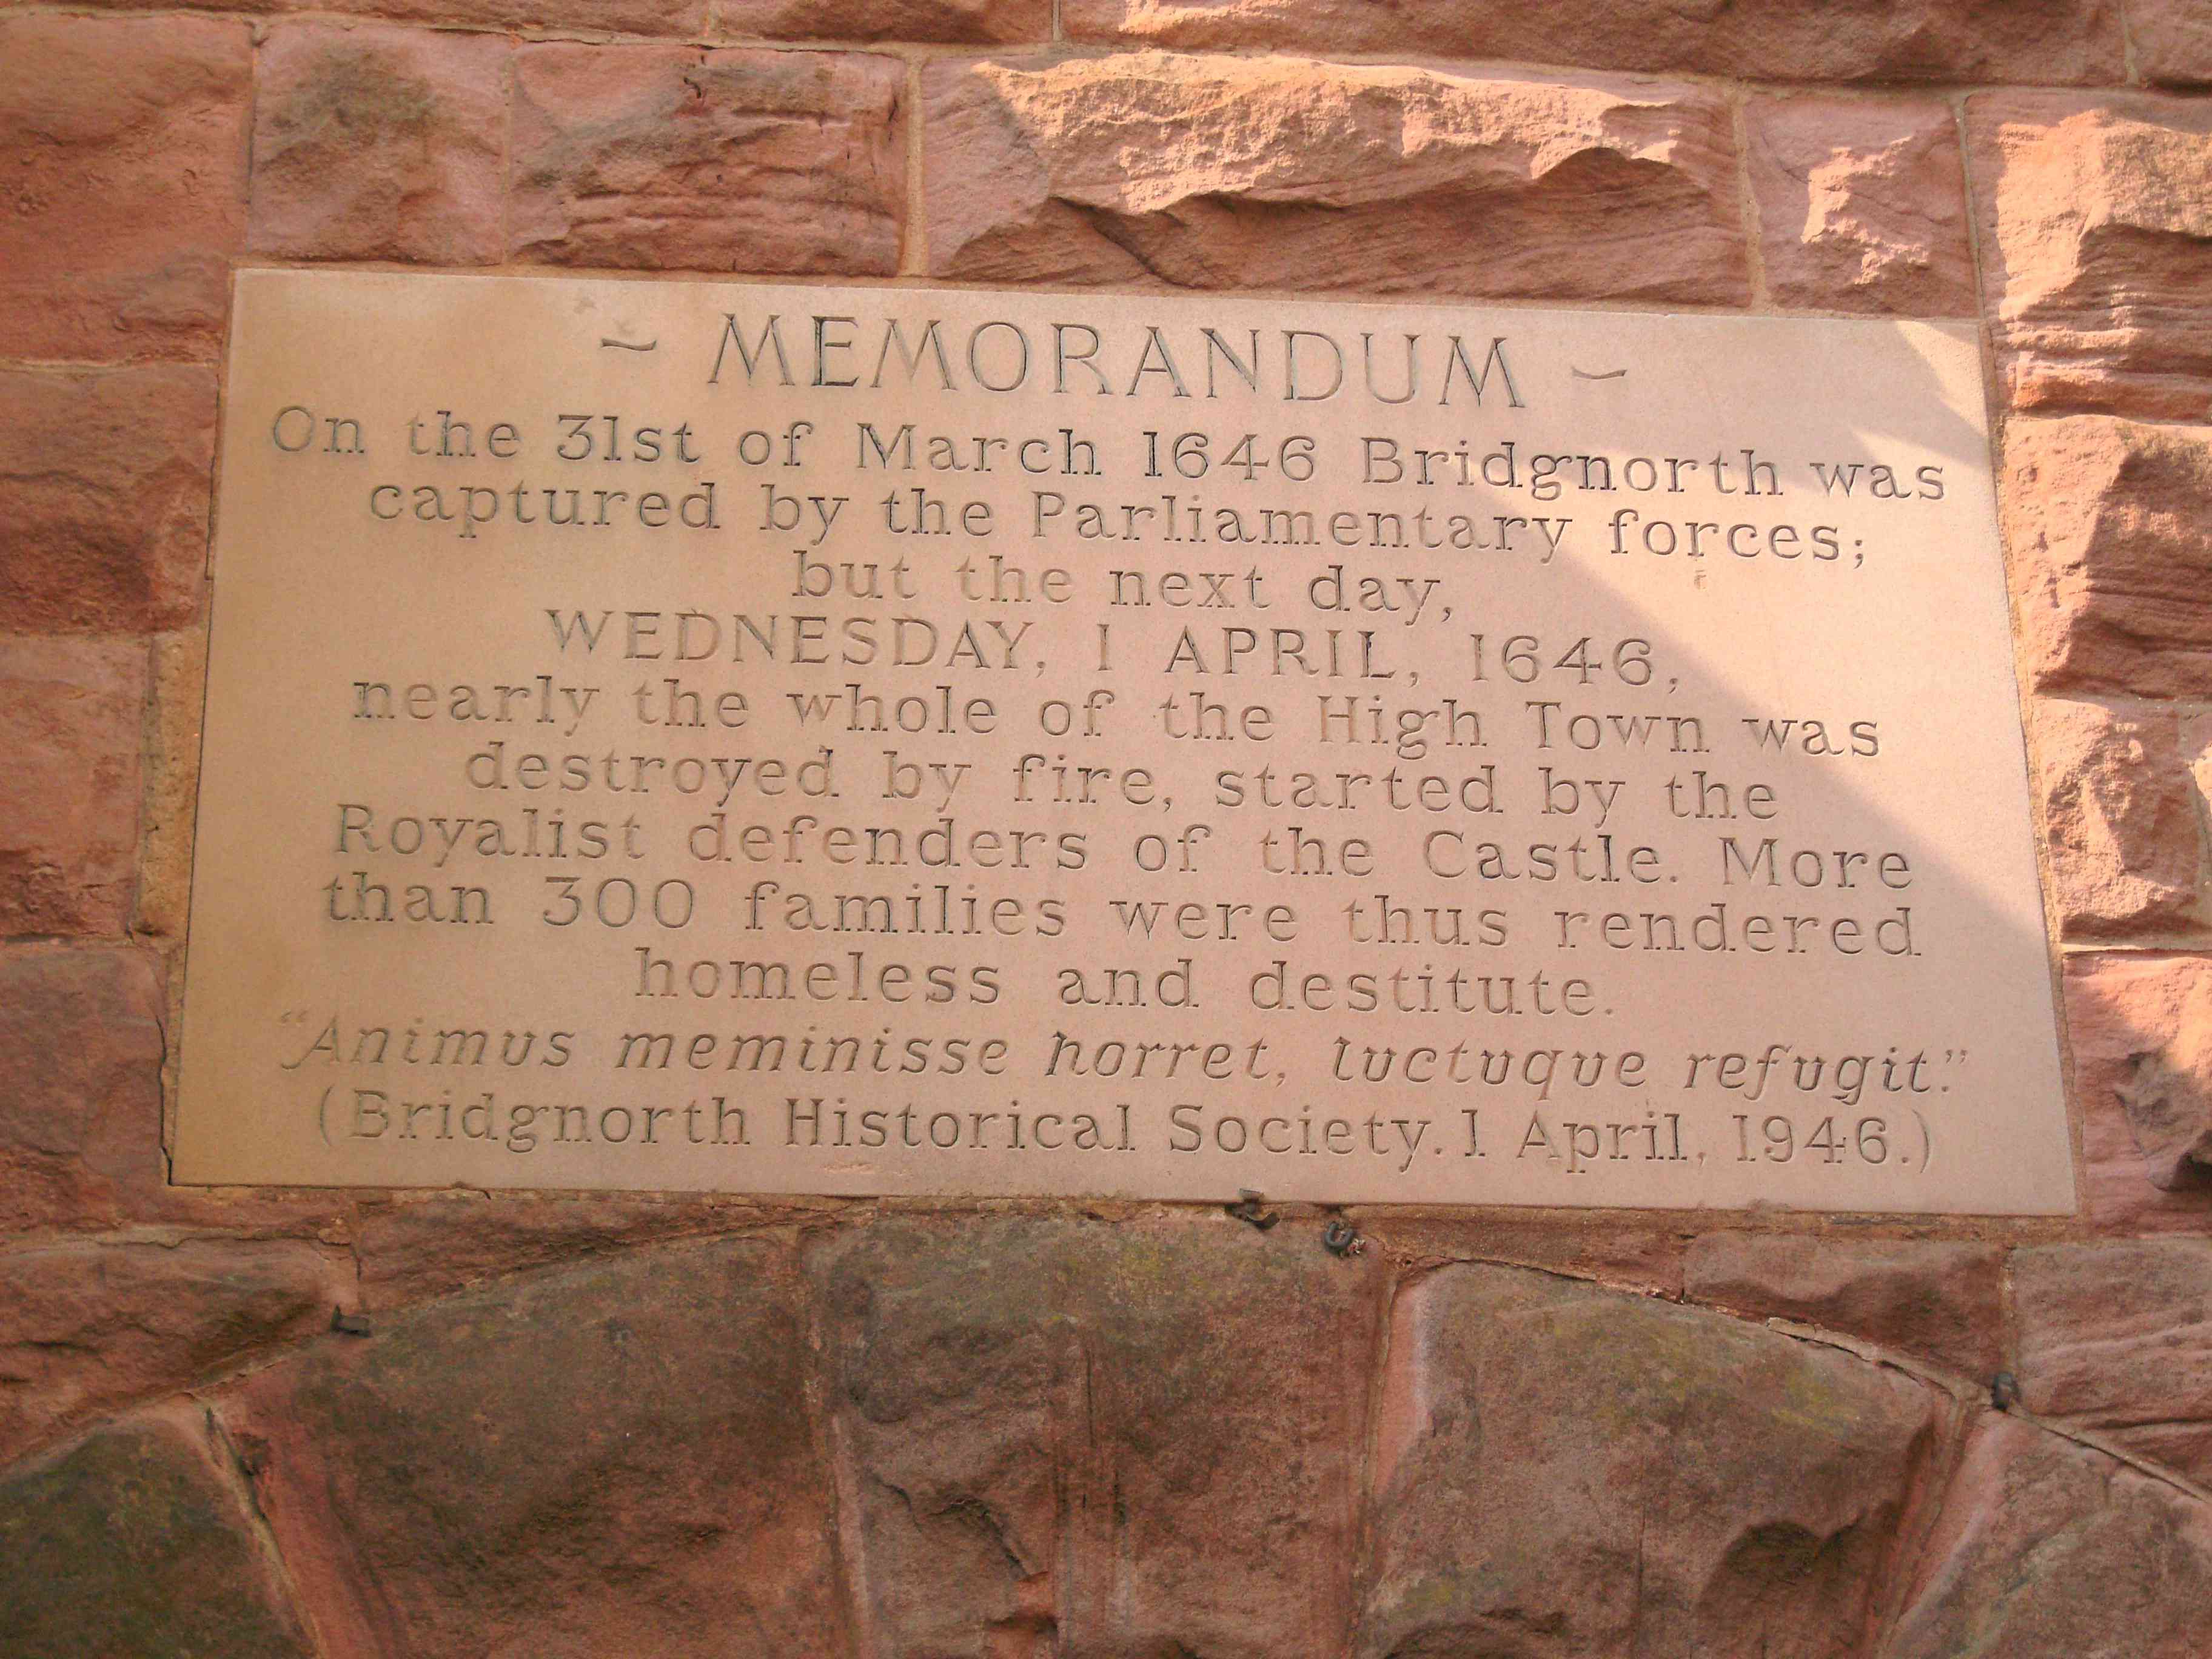 ~ MEMORANDUM ~
On the 31st of March 1646 Bridgnorth was
captured by the Parliamentary forces;
but the next day,
WEDNESDAY, 1 APRIL, 1646,
nearly the whole of the High Town was
destroyed by fire, started by the
Royalist defenders of the Castle. More
than 300 families were thus rendered
homeless and destitute.
"Animus meminisse horret, luctuque refugit."
(Bridgnorth Historical Society. 1 April, 1946.)